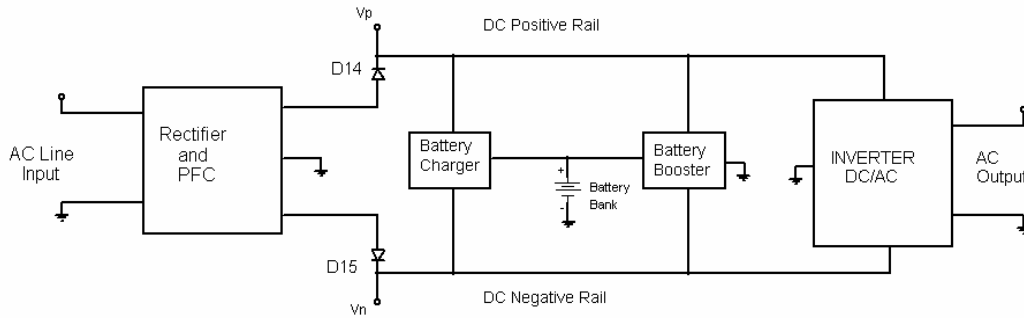 Vp
DC Positive Rail
D14
AC Line
Input
Rectifier
and
PFC
Battery
Charger
+
-
Battery
Bank
Battery
Booster
INVERTER
DC/AC
AC
Output
D15
Vn
DC Negative Rail